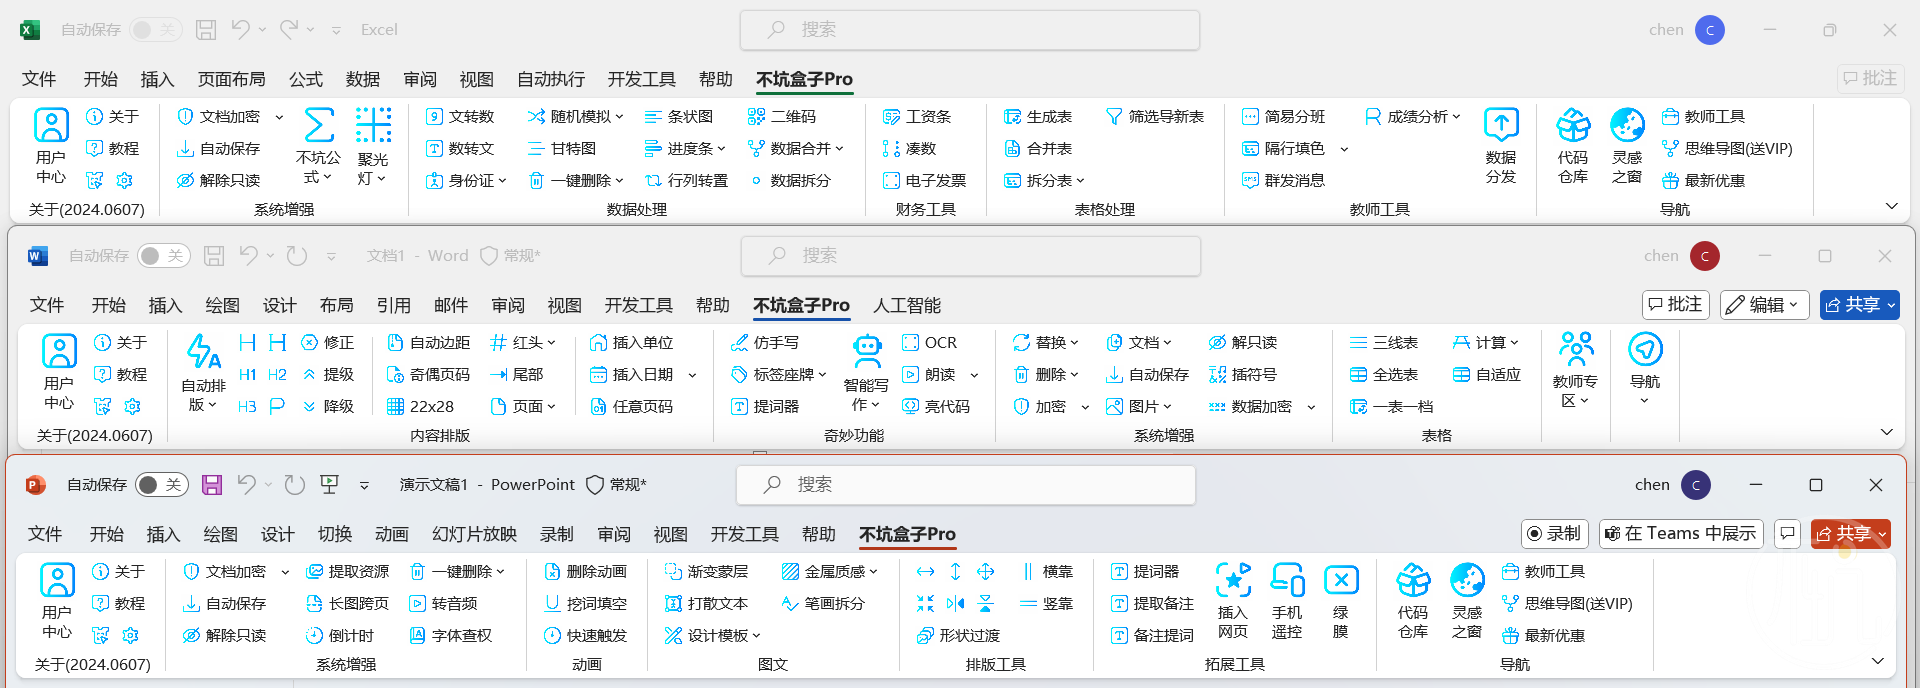 自动保存 关 Excel 搜索 chen C
文件 开始 插入 页面布局 公式 数据 审阅 视图 自动执行 开发工具 帮助 不坑盒子Pro 批注
用户中心 关于 教程
文档加密 自动保存 解除只读 不坑公式 聚光灯
文转数 随机模拟 条状图 二维码
数转文 甘特图 进度条 数据合并
身份证 一键删除 行列转置 数据拆分
工资条 凑数 电子发票
生成表 筛选导新表 合并表 拆分表
简易分班 成绩分析 隔行填色 群发消息 数据分发
代码仓库 灵感之窗 教师工具 思维导图(送VIP) 最新优惠
关于(2024.0607) 系统增强 数据处理 财务工具 表格处理 教师工具 导航
自动保存 关 文档1 - Word 常规* 搜索 chen C
文件 开始 插入 绘图 设计 布局 引用 邮件 审阅 视图 开发工具 帮助 不坑盒子Pro 人工智能 批注 编辑 共享
用户中心 关于 教程
自动排版 H H 修正 H1 H2 提级 H3 P 降级
自动边距 红头 奇偶页码 尾部 22x28 页面
插入单位 插入日期 任意页码
仿手写 标签座牌 提词器 智能写作 OCR 朗读 亮代码
替换 文档 解只读
删除 自动保存 插符号
加密 图片 数据加密
三线表 计算 全选表 自适应 一表一档
教师专区 导航
关于(2024.0607) 内容排版 奇妙功能 系统增强 表格
自动保存 关 演示文稿1 - PowerPoint 常规* 搜索 chen C
文件 开始 插入 绘图 设计 切换 动画 幻灯片放映 录制 审阅 视图 开发工具 帮助 不坑盒子Pro 录制 在 Teams 中展示 共享
用户中心 关于 教程
文档加密 提取资源 一键删除
自动保存 长图跨页 转音频
解除只读 倒计时 字体查权
删除动画 挖词填空 快速触发
渐变蒙层 金属质感 打散文本 笔画拆分 设计模板
横靠 竖靠 形状过渡
提词器 提取备注 备注提词 插入网页 手机遥控 绿膜
代码仓库 灵感之窗 教师工具 思维导图(送VIP) 最新优惠
关于(2024.0607) 系统增强 动画 图文 排版工具 拓展工具 导航